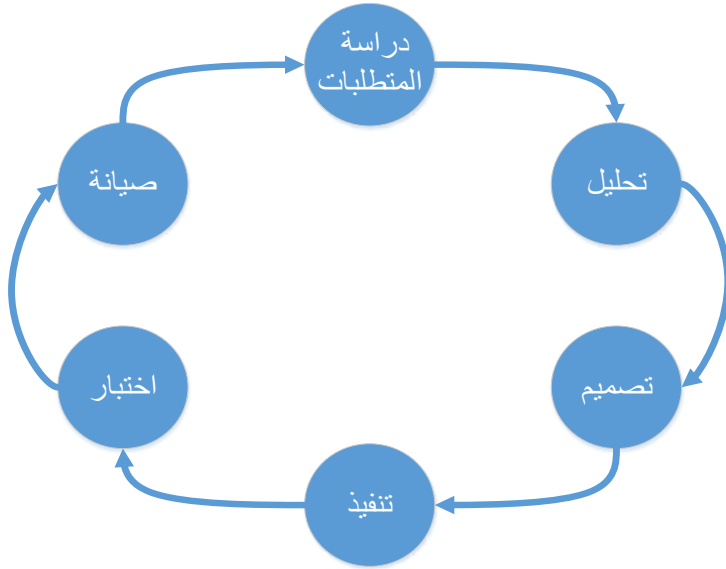 دراسة
المتطلبات
تحليل
تصميم
تنفيذ
اختبار
صيانة